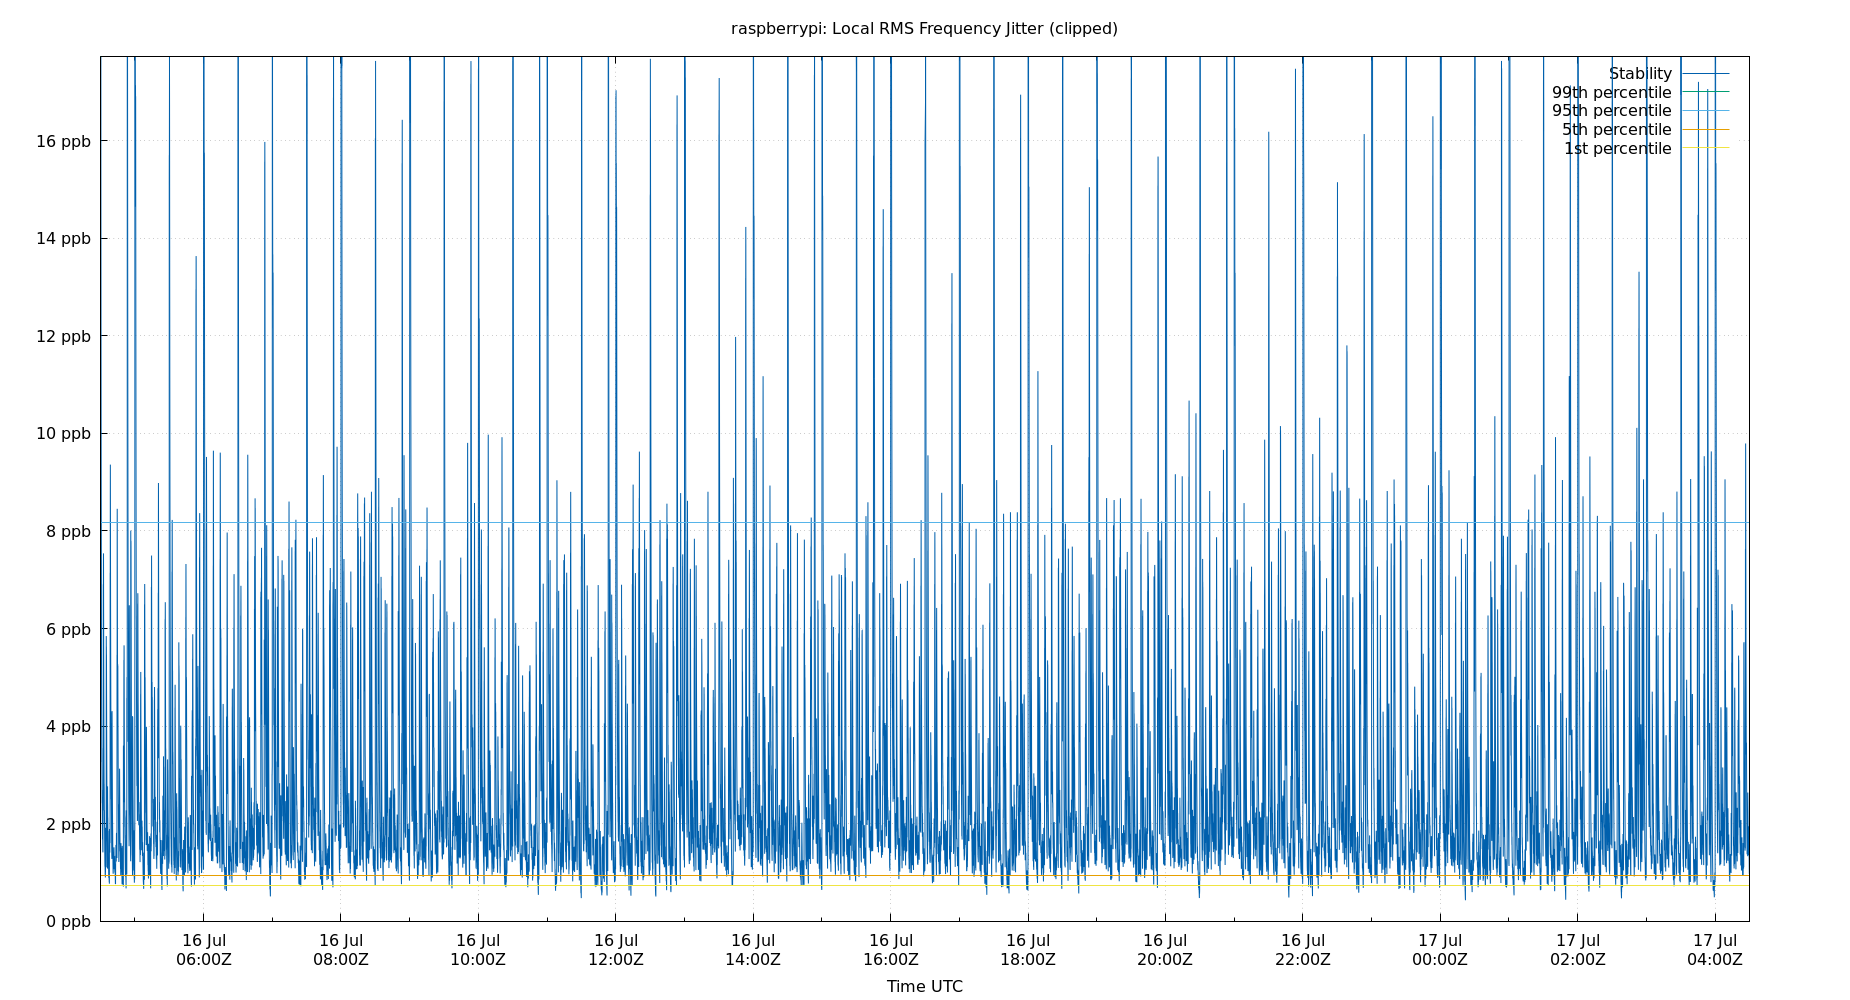 raspberrypi: Local RMS Frequency Jitter (clipped)
Stability
99th percentile
95th percentile
5th percentile
1st percentile
16 ppb
14 ppb
12 ppb
10 ppb
8 ppb
6 ppb
4 ppb
2 ppb
0 ppb
16 Jul 16 Jul 16 Jul 16 Jul 16 Jul 16 Jul 16 Jul 16 Jul 16 Jul 17 Jul 17 Jul 17 Jul
06:00Z 08:00Z 10:00Z 12:00Z 14:00Z 16:00Z 18:00Z 20:00Z 22:00Z 00:00Z 02:00Z 04:00Z
Time UTC